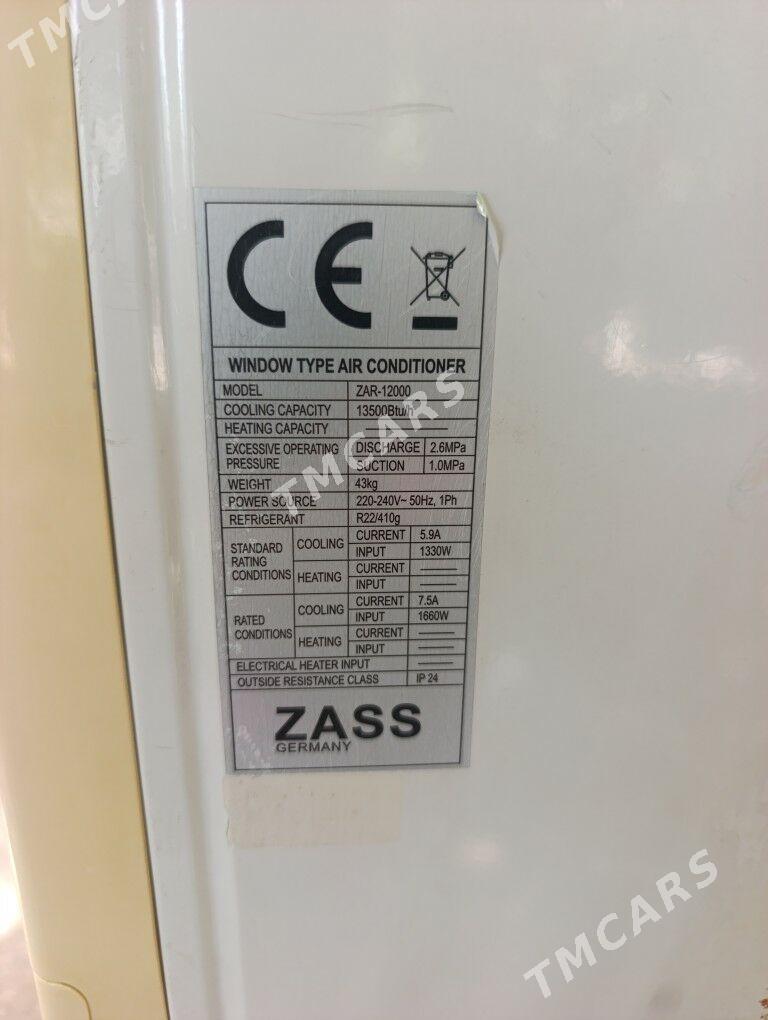 TMCARS
CE
WINDOW TYPE AIR CONDITIONER
MODEL ZAR-12000
COOLING CAPACITY 13500Btu/h
HEATING CAPACITY
EXCESSIVE OPERATING PRESSURE DISCHARGE 2.6MPa
SUCTION 1.0MPa
WEIGHT 43kg
POWER SOURCE 220-240V~ 50Hz, 1Ph
REFRIGERANT R22/410g
STANDARD RATING CONDITIONS COOLING CURRENT 5.9A
INPUT 1330W
HEATING CURRENT
INPUT
RATED CONDITIONS COOLING CURRENT 7.5A
INPUT 1660W
HEATING CURRENT
INPUT
ELECTRICAL HEATER INPUT
OUTSIDE RESISTANCE CLASS IP 24
ZASS
GERMANY
TMCARS
TMCARS